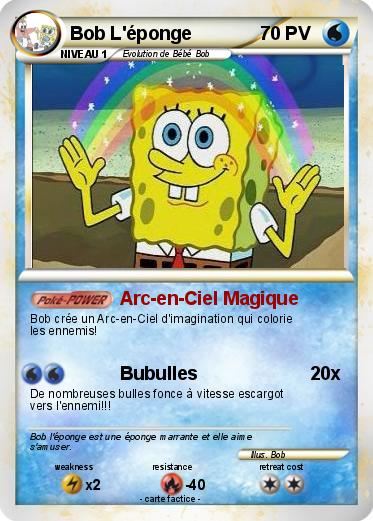 Bob L'éponge 70 PV
NIVEAU 1 Evolution de Bébé Bob
Poké-POWER Arc-en-Ciel Magique
Bob crée un Arc-en-Ciel d'imagination qui colorie
les ennemis!
Bubulles 20x
De nombreuses bulles fonce à vitesse escargot
vers l'ennemi!!!
Bob l'éponge est une éponge marrante et elle aime
s'amuser.
Illus. Bob
weakness resistance retreat cost
x2 -40
- carte factice -